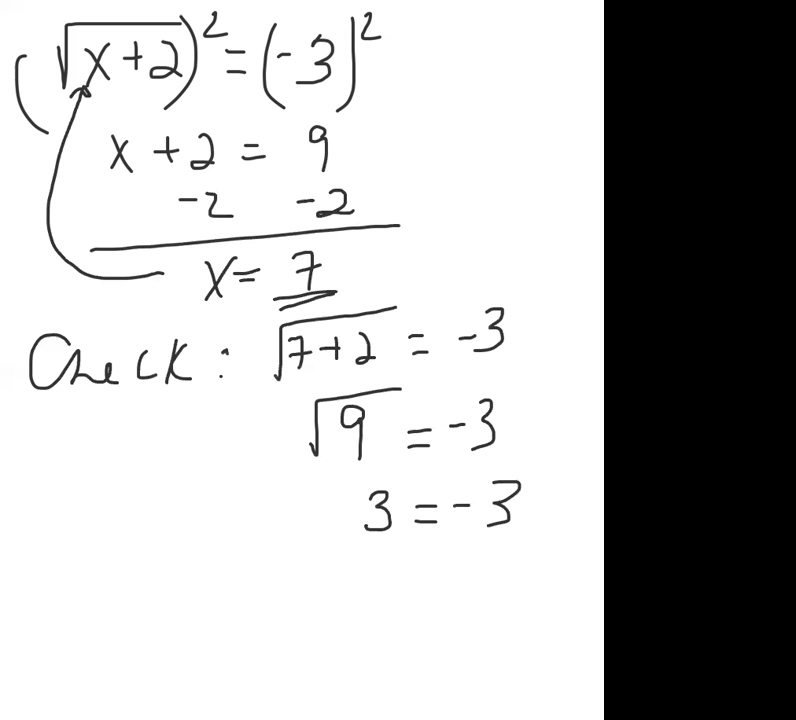 (√x+2)² = (-3)²
x + 2 = 9
-2 -2
x = 7
Check: √7+2 = -3
√9 = -3
3 = -3